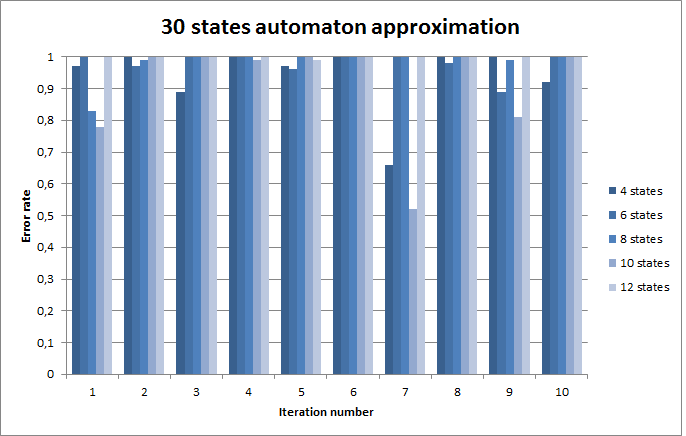 30 states automaton approximation
1
0,9
0,8
0,7
0,6
0,5
0,4
0,3
0,2
0,1
0
Error rate
1 2 3 4 5 6 7 8 9 10
Iteration number
4 states
6 states
8 states
10 states
12 states